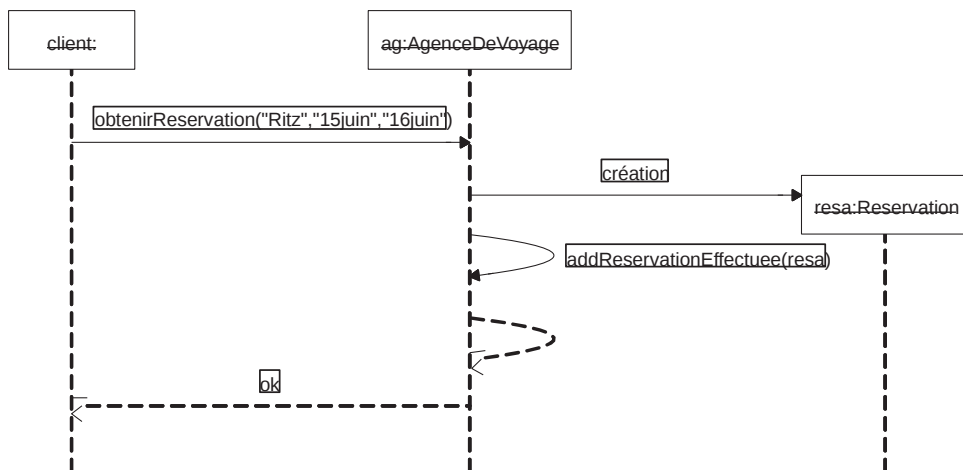 client:
ag:AgenceDeVoyage
obtenirReservation("Ritz","15juin","16juin")
création
resa:Reservation
addReservationEffectuee(resa)
ok